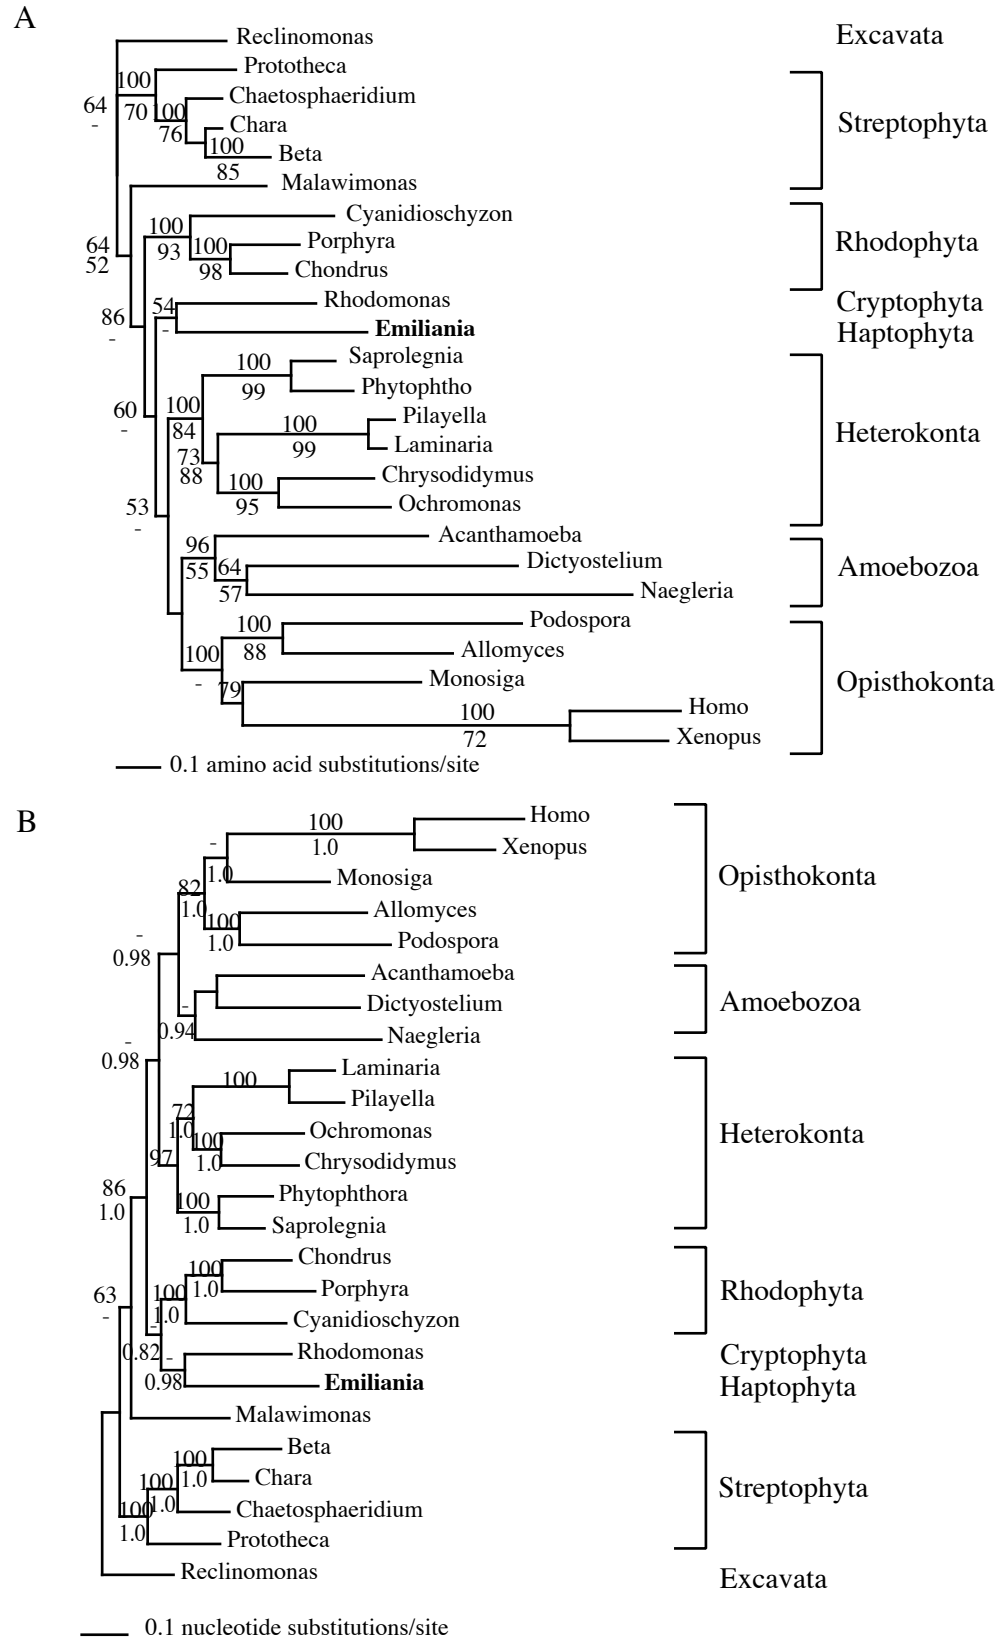 A
Reclinomonas
Excavata
Prototheca
100
64
-
70
100
Chaetosphaeridium
Streptophyta
76
Chara
100
Beta
85
Malawimonas
Cyanidioschyzon
100
93
100
Porphyra
Rhodophyta
64
52
98
Chondrus
54
-
Rhodomonas
Cryptophyta
86
-
Emiliania
Haptophyta
Saprolegnia
100
99
Phytophtho
60
-
100
84
Pilayella
100
99
Heterokonta
Laminaria
73
88
Chrysodidymus
100
95
Ochromonas
53
-
Acanthamoeba
96
55
Dictyostelium
64
57
Amoebozoa
Naegleria
Podospora
100
88
Allomyces
100
-
Monosiga
79
Opisthokonta
Homo
100
72
Xenopus
0.1 amino acid substitutions/site
B
Homo
100
1.0
Xenopus
-
1.0
Monosiga
Opisthokonta
82
1.0
Allomyces
100
1.0
Podospora
-
0.98
Acanthamoeba
Dictyostelium
Amoebozoa
-
0.94
Naegleria
-
0.98
Laminaria
100
Pilayella
72
1.0
Ochromonas
Heterokonta
100
1.0
Chrysodidymus
97
Phytophthora
100
1.0
Saprolegnia
86
1.0
Chondrus
100
1.0
Porphyra
Rhodophyta
100
1.0
Cyanidioschyzon
63
-
-
0.82
Rhodomonas
Cryptophyta
-
0.98
Emiliania
Haptophyta
Malawimonas
Beta
100
1.0
Chara
Streptophyta
100
1.0
Chaetosphaeridium
100
1.0
Prototheca
Reclinomonas
Excavata
0.1 nucleotide substitutions/site